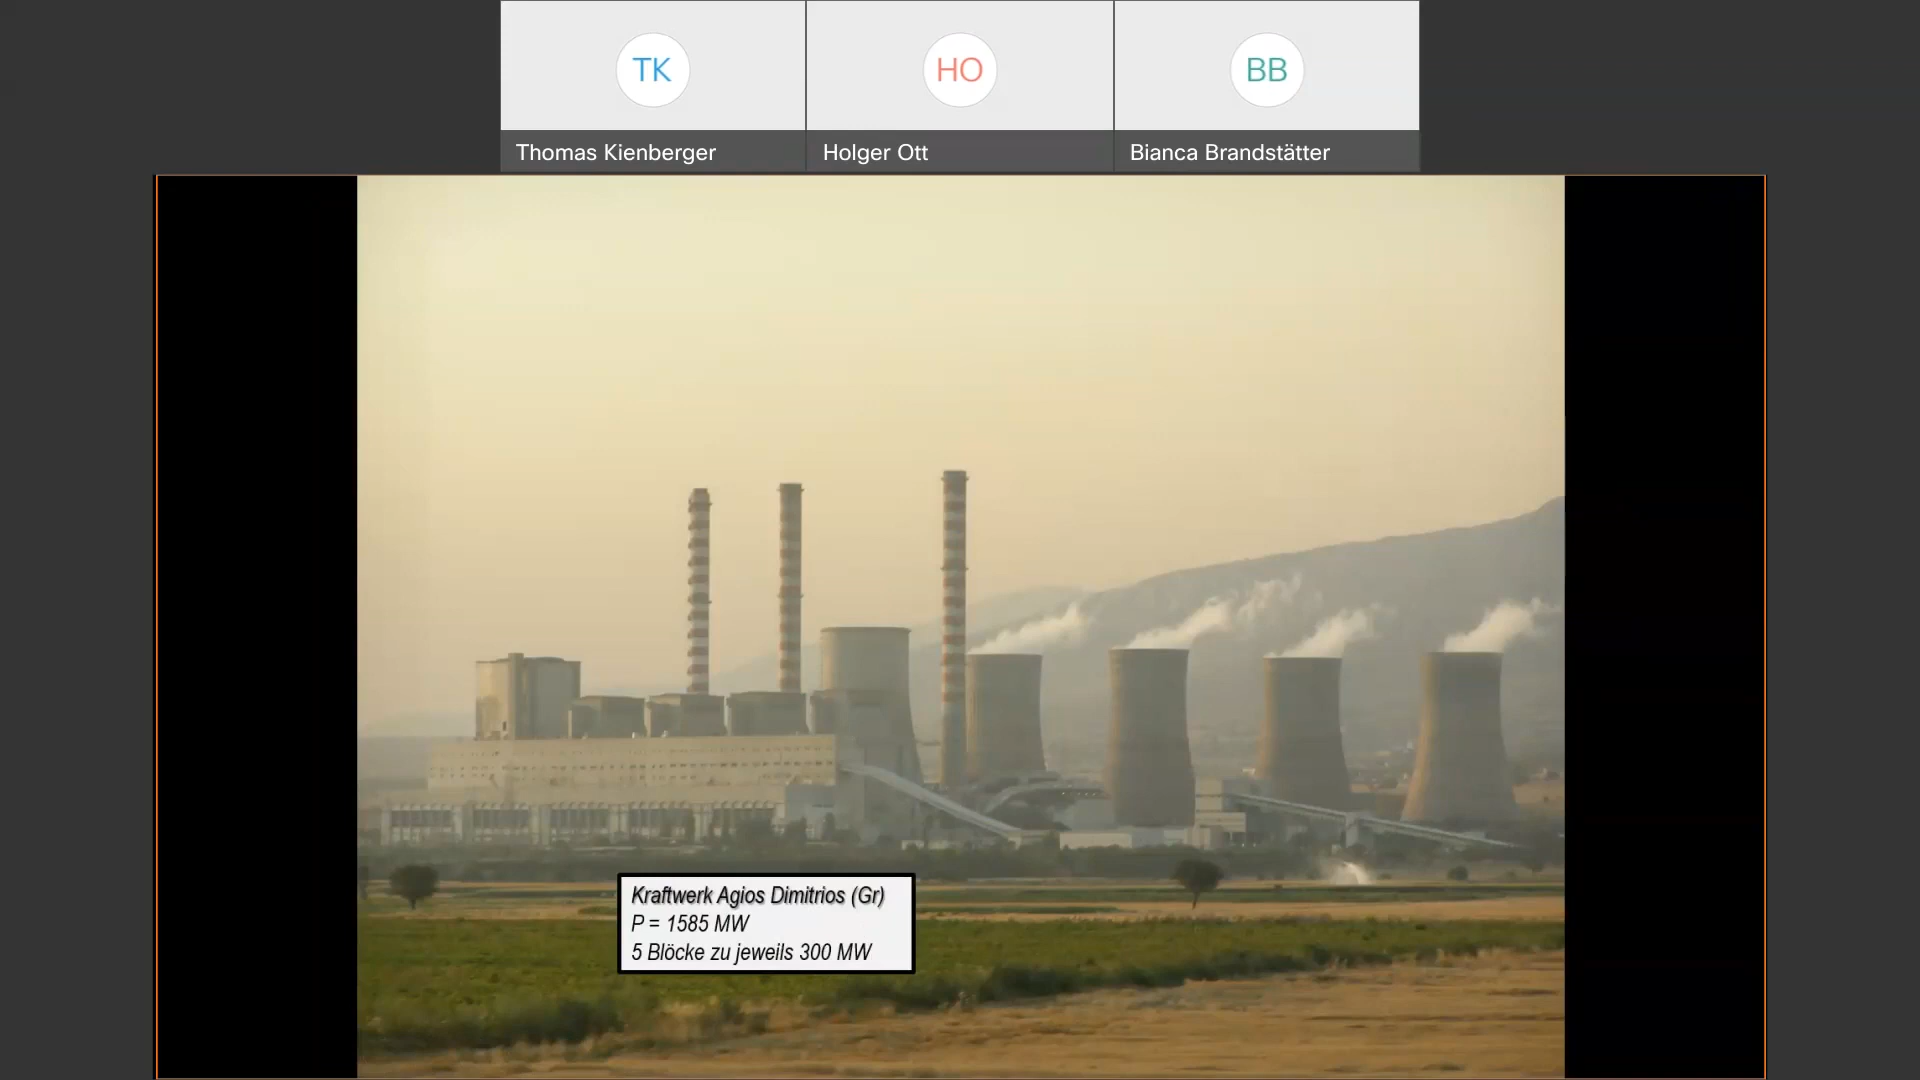 TK
HO
BB
Thomas Kienberger
Holger Ott
Bianca Brandstätter
Kraftwerk Agios Dimitrios (Gr)
P = 1585 MW
5 Blöcke zu jeweils 300 MW